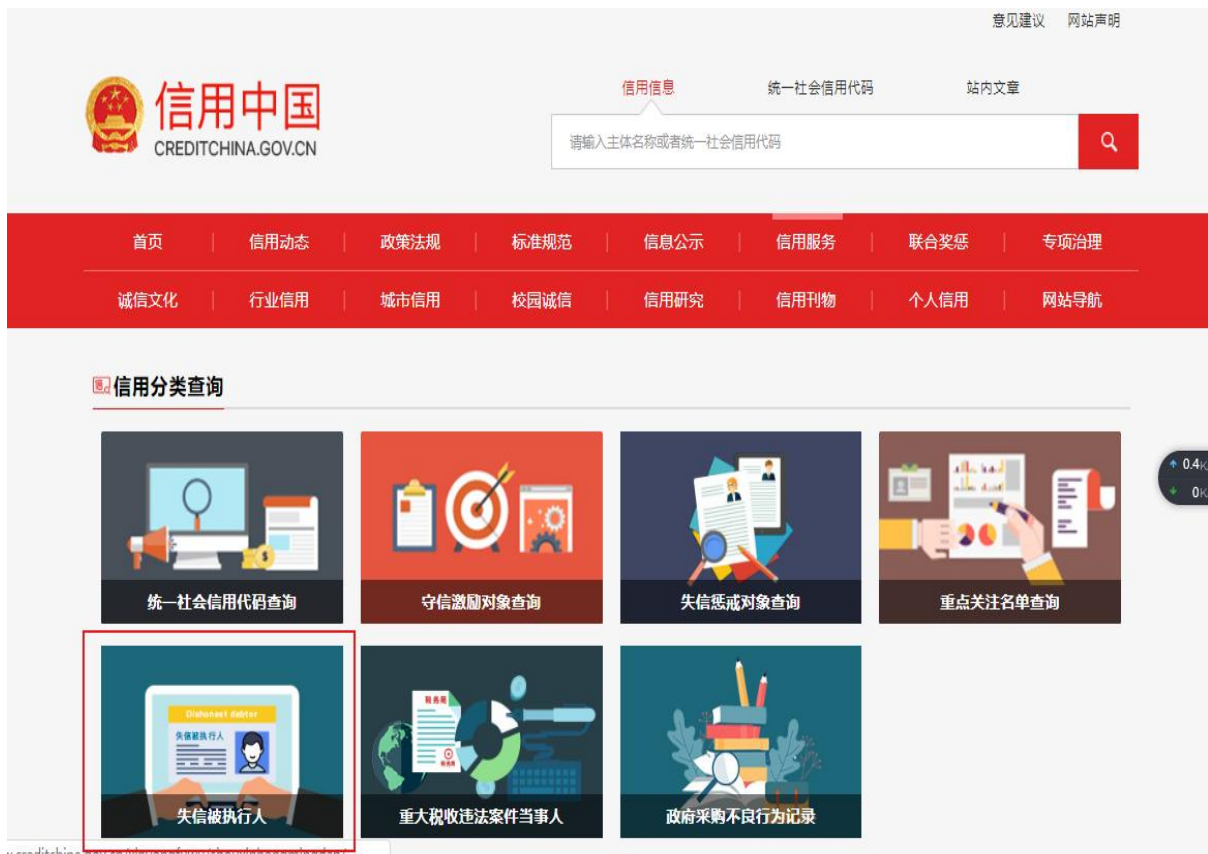 意见建议 网站声明
信用中国
CREDITCHINA.GOV.CN
信用信息 统一社会信用代码 站内文章
请输入主体名称或者统一社会信用代码
首页 信用动态 政策法规 标准规范 信息公示 信用服务 联合奖惩 专项治理
诚信文化 行业信用 城市信用 校园诚信 信用研究 信用刊物 个人信用 网站导航
信用分类查询
统一社会信用代码查询 守信激励对象查询 失信惩戒对象查询 重点关注名单查询
0.4K
0K
Dishonest debtor
失信被执行人
税务局
失信被执行人 重大税收违法案件当事人 政府采购不良行为记录